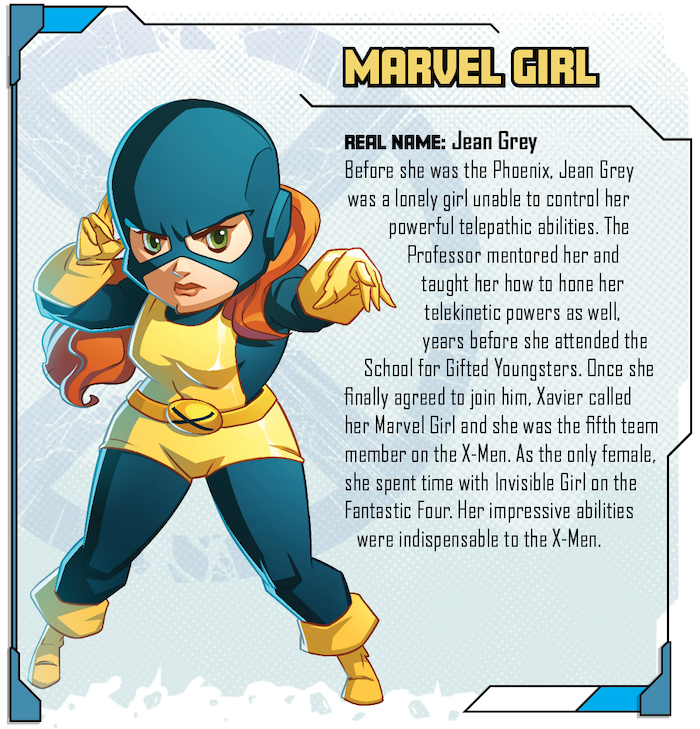 MARVEL GIRL
REAL NAME: Jean Grey
Before she was the Phoenix, Jean Grey
was a lonely girl unable to control her
powerful telepathic abilities. The
Professor mentored her and
taught her how to hone her
telekinetic powers as well,
years before she attended the
School for Gifted Youngsters. Once she
finally agreed to join him, Xavier called
her Marvel Girl and she was the fifth team
member on the X-Men. As the only female,
she spent time with Invisible Girl on the
Fantastic Four. Her impressive abilities
were indispensable to the X-Men.